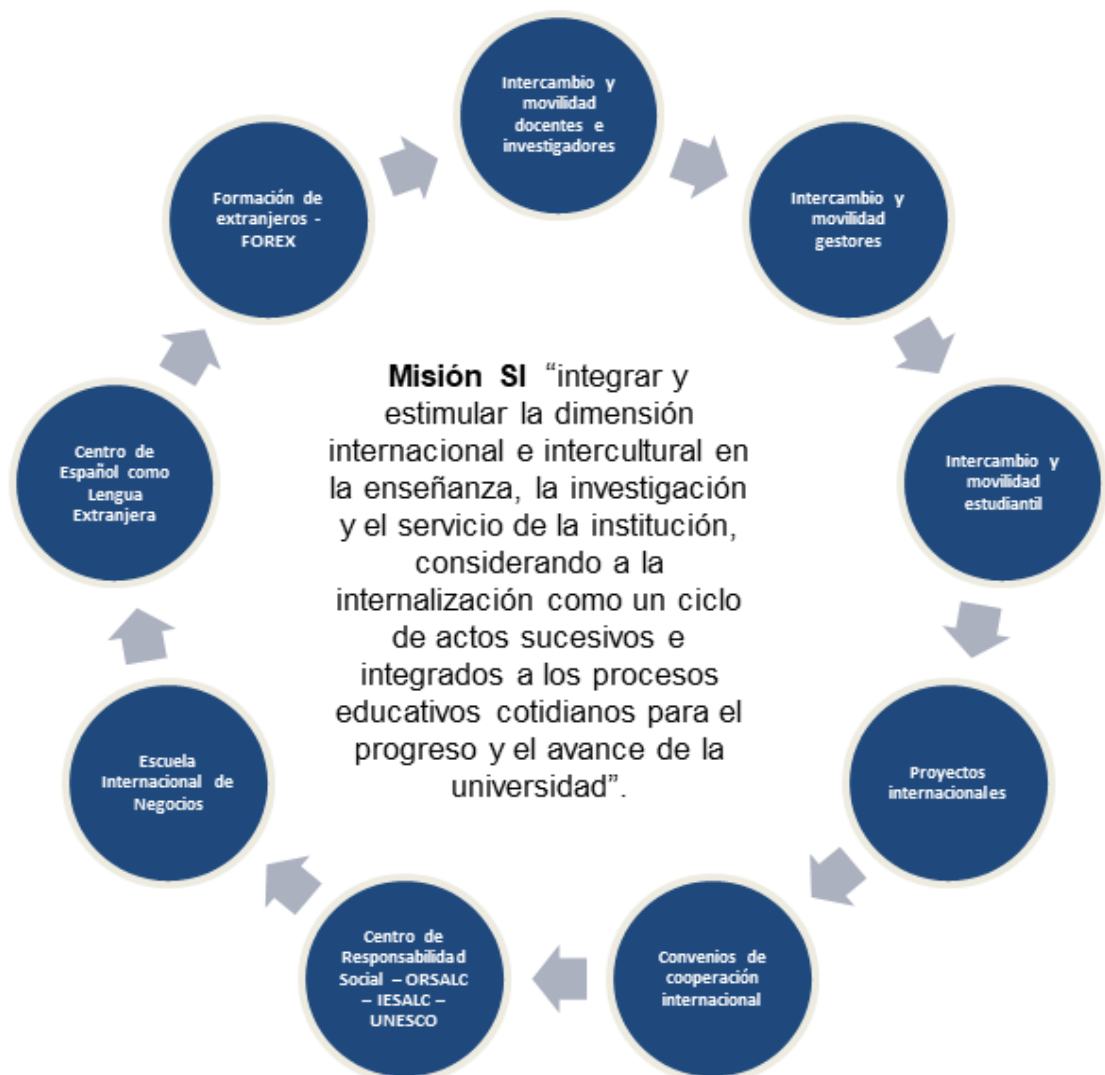 Intercambio y
movilidad
docentes e
investigadores
Intercambio y
movilidad
gestores
Intercambio y
movilidad
estudiantil
Proyectos
internacionales
Convenios de
cooperación
internacional
Centro de
Responsabilidad
Social – ORSALC
– IESALC –
UNESCO
Escuela
Internacional de
Negocios
Centro de
Español como
Lengua
Extranjera
Formación de
extranjeros -
FOREX
Misión SI “integrar y
estimular la dimensión
internacional e intercultural en
la enseñanza, la investigación
y el servicio de la institución,
considerando a la
internalización como un ciclo
de actos sucesivos e
integrados a los procesos
educativos cotidianos para el
progreso y el avance de la
universidad”.